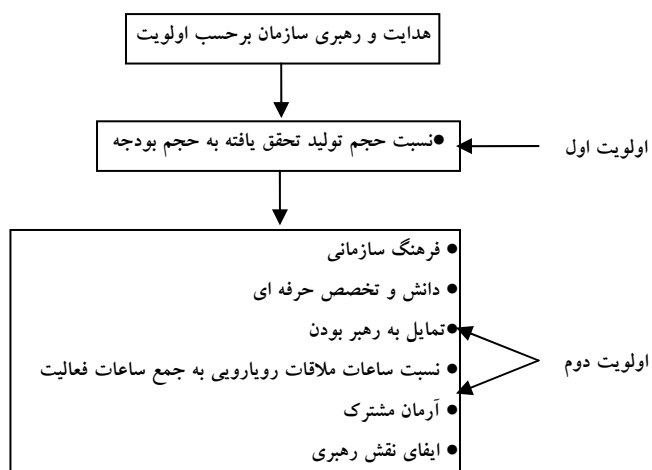 هدایت و رهبری سازمان برحسب اولویت
●نسبت حجم تولید تحقق یافته به حجم بودجه
اولویت اول
● فرهنگ سازمانی
● دانش و تخصص حرفه ای
●تمایل به رهبر بودن
● نسبت ساعات ملاقات رویارویی به جمع ساعات فعالیت
اولویت دوم
● آرمان مشترک
● ایفای نقش رهبری